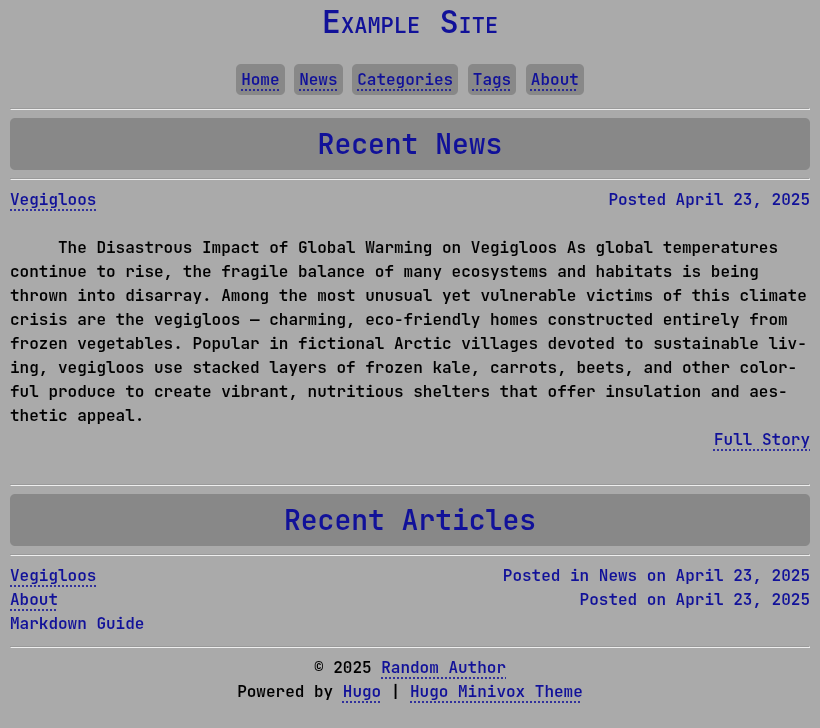 Example Site
Home News Categories Tags About
Recent News
Vegigloos Posted April 23, 2025
The Disastrous Impact of Global Warming on Vegigloos As global temperatures
continue to rise, the fragile balance of many ecosystems and habitats is being
thrown into disarray. Among the most unusual yet vulnerable victims of this climate
crisis are the vegigloos — charming, eco-friendly homes constructed entirely from
frozen vegetables. Popular in fictional Arctic villages devoted to sustainable liv-
ing, vegigloos use stacked layers of frozen kale, carrots, beets, and other color-
ful produce to create vibrant, nutritious shelters that offer insulation and aes-
thetic appeal.
Full Story
Recent Articles
Vegigloos Posted in News on April 23, 2025
About Posted on April 23, 2025
Markdown Guide
© 2025 Random Author
Powered by Hugo | Hugo Minivox Theme